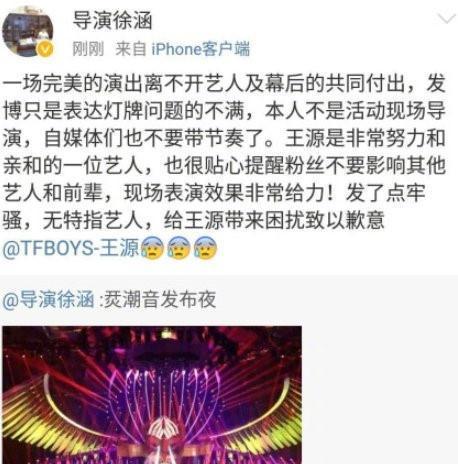 导演徐涵
刚刚 来自 iPhone客户端
一场完美的演出离不开艺人及幕后的共同付出，发
博只是表达灯牌问题的不满，本人不是活动现场导
演，自媒体们也不要带节奏了。王源是非常努力和
亲和的一位艺人，也很贴心提醒粉丝不要影响其他
艺人和前辈，现场表演效果非常给力！发了点牢
骚，无特指艺人，给王源带来困扰致以歉意
@TFBOYS-王源😰😰😰
@导演徐涵 :烎潮音发布夜